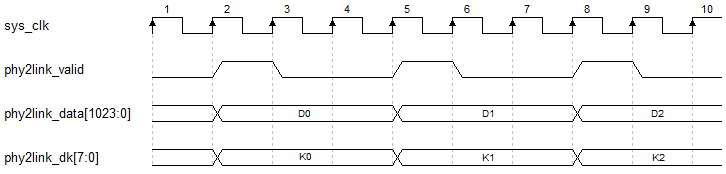 1 2 3 4 5 6 7 8 9 10
sys_clk
phy2link_valid
phy2link_data[1023:0] D0 D1 D2
phy2link_dk[7:0] K0 K1 K2